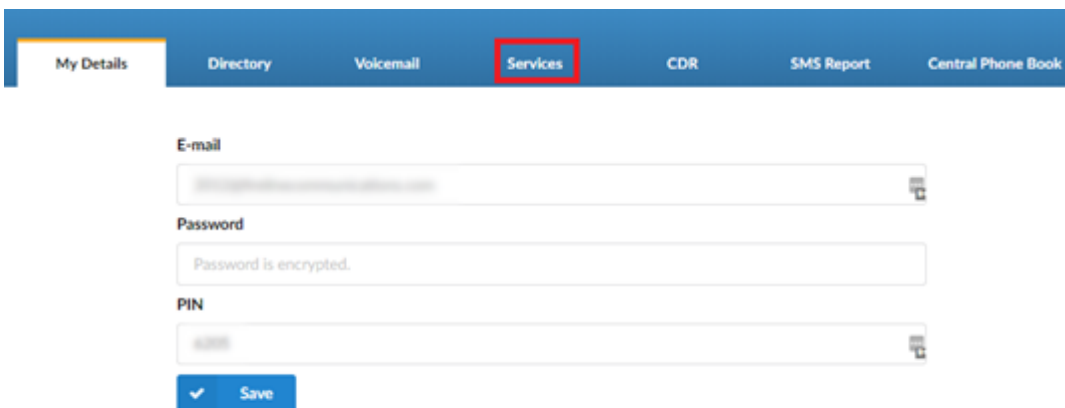 My Details Directory Voicemail Services CDR SMS Report Central Phone Book
E-mail
Password
Password is encrypted.
PIN
Save